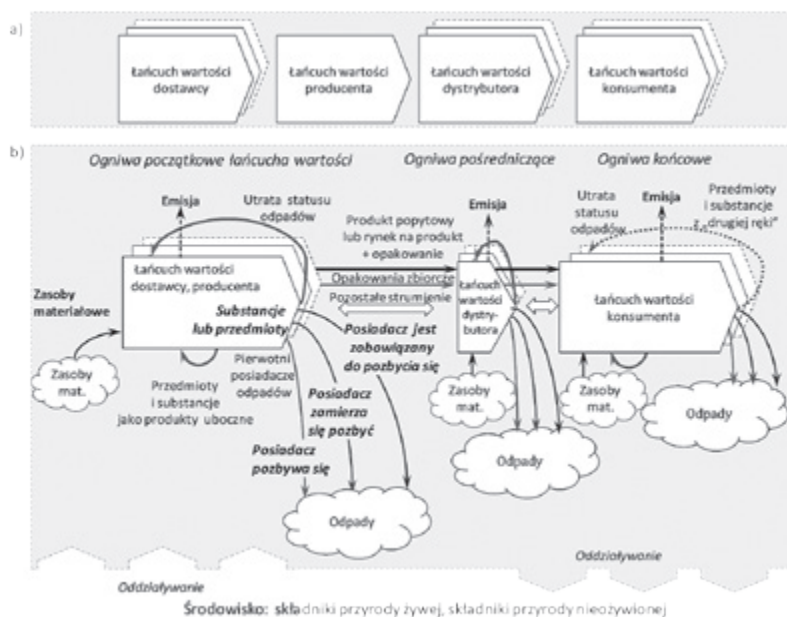 a)
Łańcuch wartości
dostawcy
Łańcuch wartości
producenta
Łańcuch wartości
dystrybutora
Łańcuch wartości
konsumenta
b)
Ogniwa początkowe łańcucha wartości
Ogniwa pośredniczące
Ogniwa końcowe
Emisja
Utrata statusu
odpadów
Produkt popytowy
lub rynek na produkt
+ opakowanie
Opakowania zbiorcze
Pozostałe strumienie
Emisja
Utrata
statusu
odpadów
Emisja
Przedmioty
i substancje
z „drugiej ręki"
Łańcuch wartości
dostawcy, producenta
Zasoby
materiałowe
Substancje
lub przedmioty
Zasoby
mat.
Przedmioty
i substancje
jako produkty uboczne
Pierwotni
posiadacze
odpadów
Posiadacz jest
zobowiązany
do pozbycia się
Posiadacz
zamierza
się pozbyć
Posiadacz
pozbywa się
Odpady
Łańcuch
wartości
dystry-
butora
Zasoby
mat.
Odpady
Łańcuch wartości
konsumenta
Zasoby
mat.
Odpady
Oddziaływanie
Oddziaływanie
Środowisko: składniki przyrody żywej, składniki przyrody nieożywionej